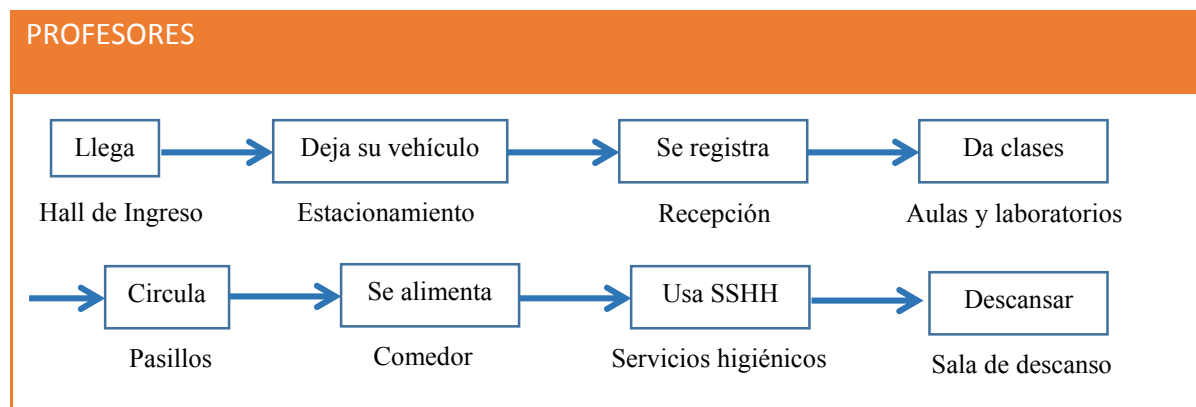 PROFESORES
Llega
Deja su vehículo
Se registra
Da clases
Hall de Ingreso
Estacionamiento
Recepción
Aulas y laboratorios
Circula
Se alimenta
Usa SSHH
Descansar
Pasillos
Comedor
Servicios higiénicos
Sala de descanso